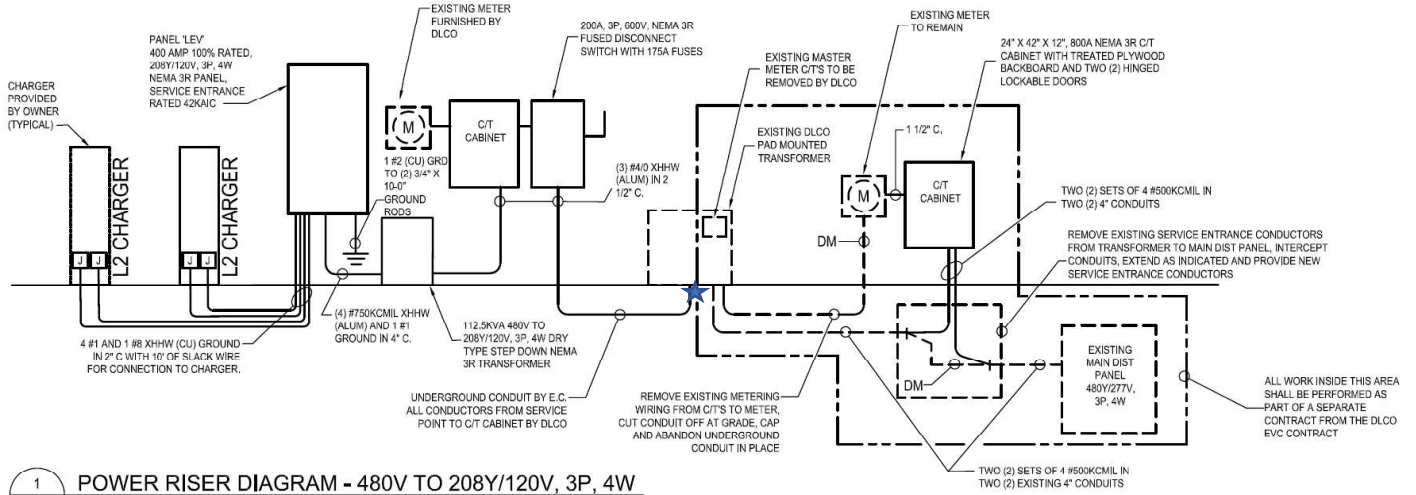 EXISTING METER
FURNISHED BY
DLCO
PANEL 'LEV'
400 AMP 100% RATED,
208Y/120V, 3P, 4W
NEMA 3R PANEL,
SERVICE ENTRANCE
RATED 42KAIC
200A, 3P, 600V, NEMA 3R
FUSED DISCONNECT
SWITCH WITH 175A FUSES
EXISTING METER
TO REMAIN
24" X 42" X 12", 800A NEMA 3R C/T
CABINET WITH TREATED PLYWOOD
BACKBOARD AND TWO (2) HINGED
LOCKABLE DOORS
EXISTING MASTER
METER C/T'S TO BE
REMOVED BY DLCO
CHARGER
PROVIDED
BY OWNER
(TYPICAL)
M
C/T
CABINET
EXISTING DLCO
PAD MOUNTED
TRANSFORMER
1 1/2" C.
1 #2 (CU) GRD
TO (2) 3/4" X
10-0"
GROUND
RODS
(3) #4/0 XHHW
(ALUM) IN 2
1/2" C.
M
C/T
CABINET
TWO (2) SETS OF 4 #500KCMIL IN
TWO (2) 4" CONDUITS
L2 CHARGER
L2 CHARGER
J J
J J
DM
REMOVE EXISTING SERVICE ENTRANCE CONDUCTORS
FROM TRANSFORMER TO MAIN DIST PANEL, INTERCEPT
CONDUITS, EXTEND AS INDICATED AND PROVIDE NEW
SERVICE ENTRANCE CONDUCTORS
4 #1 AND 1 #8 XHHW (CU) GROUND
IN 2" C WITH 10' OF SLACK WIRE
FOR CONNECTION TO CHARGER.
(4) #750KCMIL XHHW
(ALUM) AND 1 #1
GROUND IN 4" C.
112.5KVA 480V TO
208Y/120V, 3P, 4W DRY
TYPE STEP DOWN NEMA
3R TRANSFORMER
UNDERGROUND CONDUIT BY E.C.
ALL CONDUCTORS FROM SERVICE
POINT TO C/T CABINET BY DLCO
REMOVE EXISTING METERING
WIRING FROM C/T'S TO METER,
CUT CONDUIT OFF AT GRADE, CAP
AND ABANDON UNDERGROUND
CONDUIT IN PLACE
DM
EXISTING
MAIN DIST
PANEL
480Y/277V,
3P, 4W
ALL WORK INSIDE THIS AREA
SHALL BE PERFORMED AS
PART OF A SEPARATE
CONTRACT FROM THE DLCO
EVC CONTRACT
TWO (2) SETS OF 4 #500KCMIL IN
TWO (2) EXISTING 4" CONDUITS
1 POWER RISER DIAGRAM - 480V TO 208Y/120V, 3P, 4W